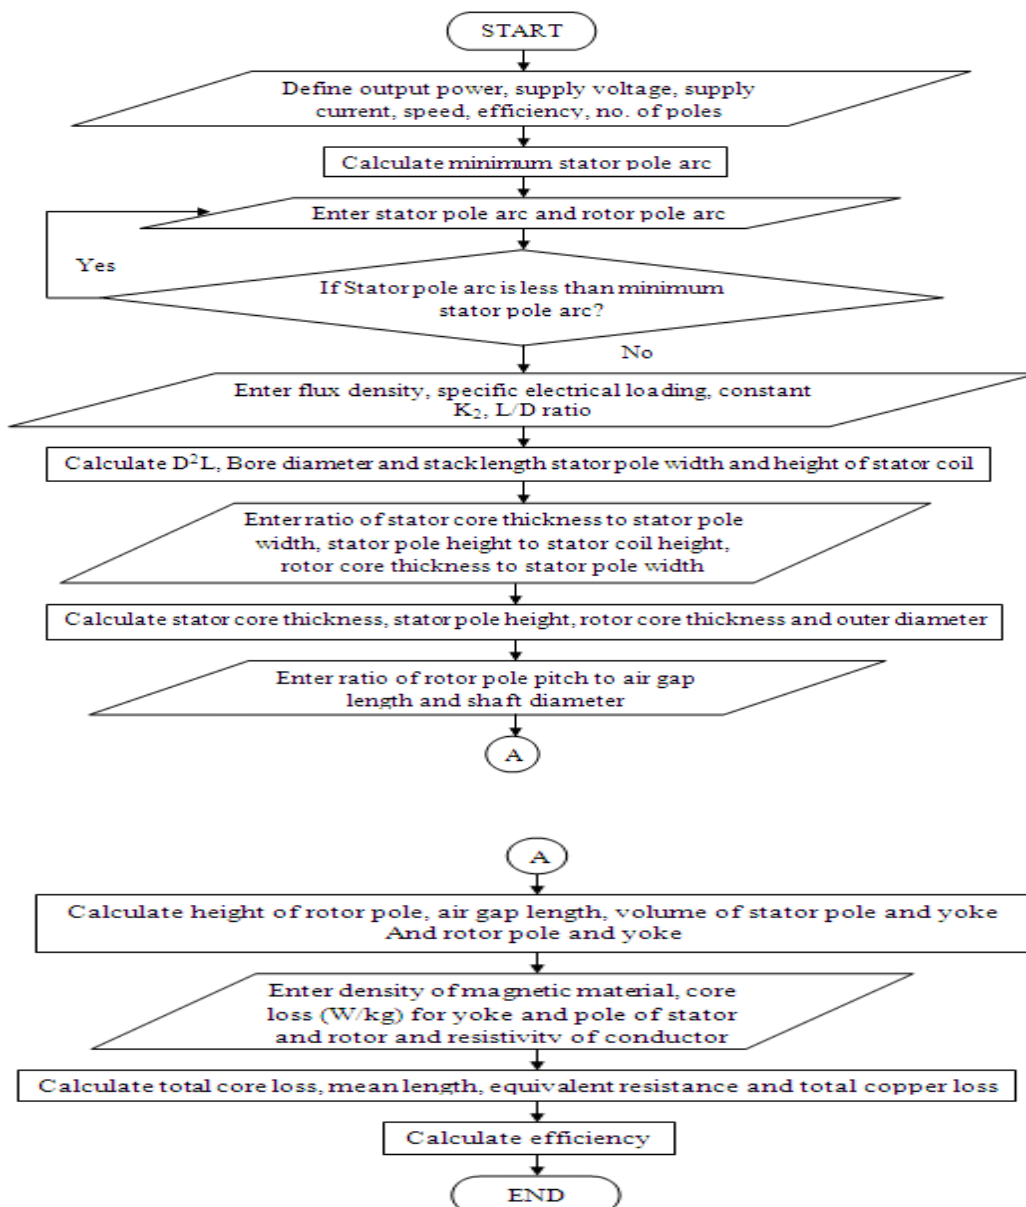 START
Define output power, supply voltage, supply
current, speed, efficiency, no. of poles
Calculate minimum stator pole arc
Enter stator pole arc and rotor pole arc
Yes
If Stator pole arc is less than minimum
stator pole arc?
No
Enter flux density, specific electrical loading, constant
K₂, L/D ratio
Calculate D²L, Bore diameter and stack length stator pole width and height of stator coil
Enter ratio of stator core thickness to stator pole
width, stator pole height to stator coil height,
rotor core thickness to stator pole width
Calculate stator core thickness, stator pole height, rotor core thickness and outer diameter
Enter ratio of rotor pole pitch to air gap
length and shaft diameter
A
A
Calculate height of rotor pole, air gap length, volume of stator pole and yoke
And rotor pole and yoke
Enter density of magnetic material, core
loss (W/kg) for yoke and pole of stator
and rotor and resistivity of conductor
Calculate total core loss, mean length, equivalent resistance and total copper loss
Calculate efficiency
END